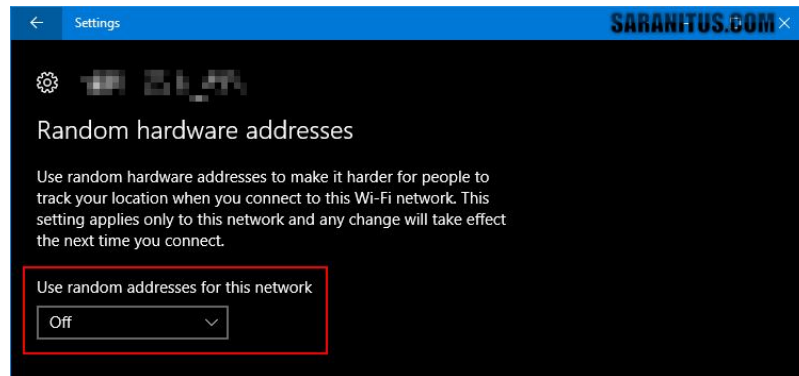 Settings
SARANITUS.COM
Random hardware addresses
Use random hardware addresses to make it harder for people to
track your location when you connect to this Wi-Fi network. This
setting applies only to this network and any change will take effect
the next time you connect.
Use random addresses for this network
Off